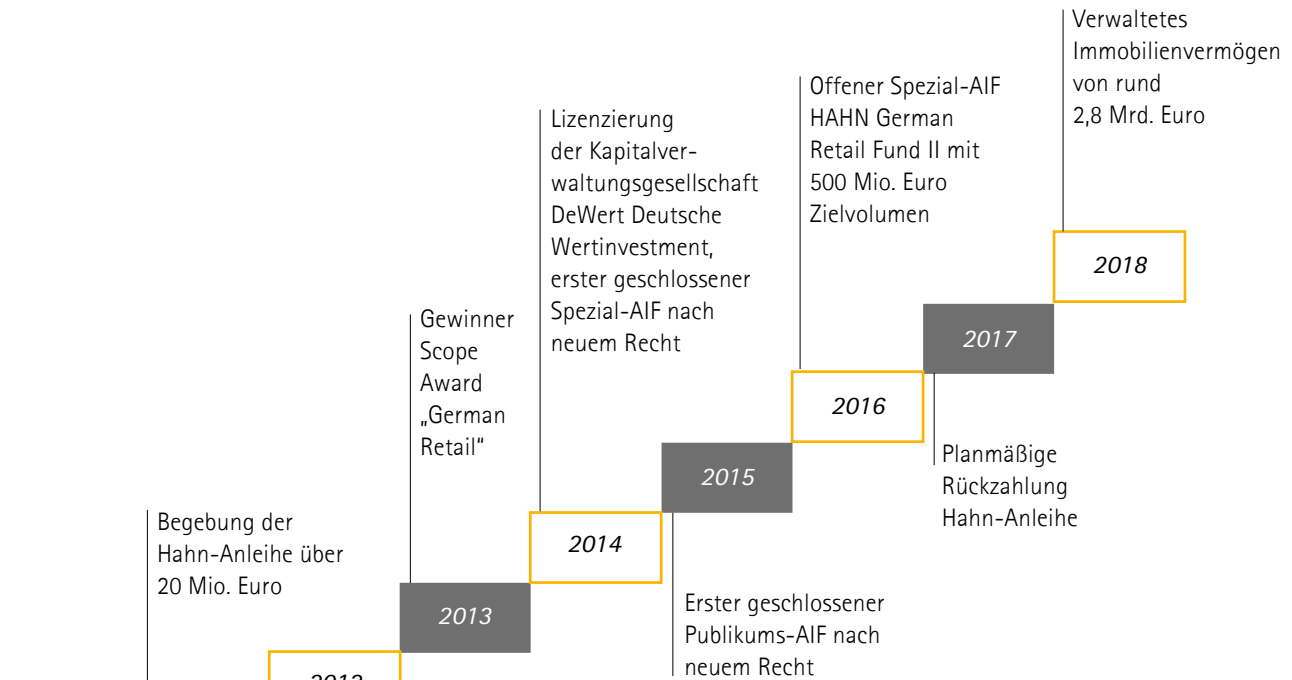 Verwaltetes
Immobilienvermögen
von rund
2,8 Mrd. Euro
2018
Offener Spezial-AIF
HAHN German
Retail Fund II mit
500 Mio. Euro
Zielvolumen
2017
2016
Planmäßige
Rückzahlung
Hahn-Anleihe
Lizenzierung
der Kapitalver-
waltungsgesellschaft
DeWert Deutsche
Wertinvestment,
erster geschlossener
Spezial-AIF nach
neuem Recht
2015
2014
Erster geschlossener
Publikums-AIF nach
neuem Recht
Gewinner
Scope
Award
„German
Retail“
2013
Begebung der
Hahn-Anleihe über
20 Mio. Euro